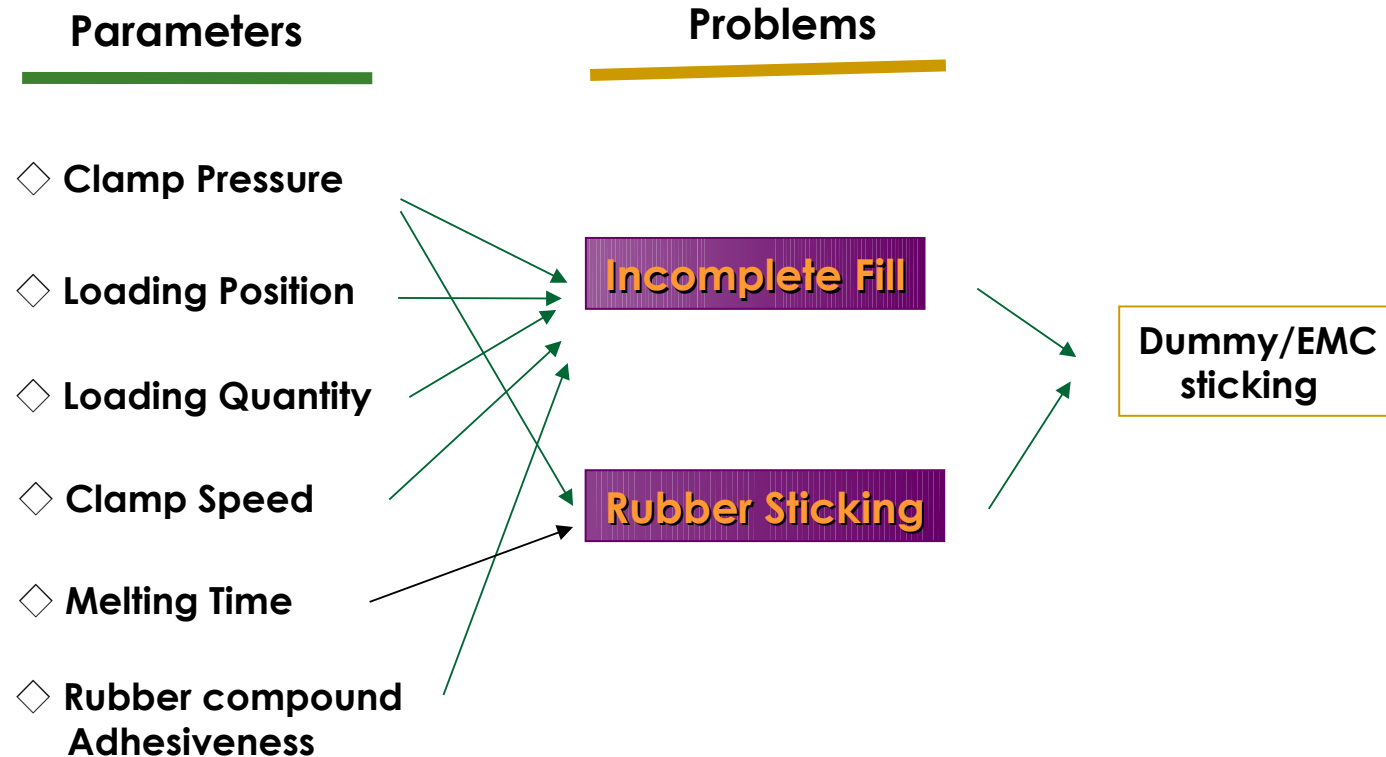 Parameters
Problems
Clamp Pressure
Loading Position
Loading Quantity
Clamp Speed
Melting Time
Rubber compound
Adhesiveness
Incomplete Fill
Rubber Sticking
Dummy/EMC
sticking